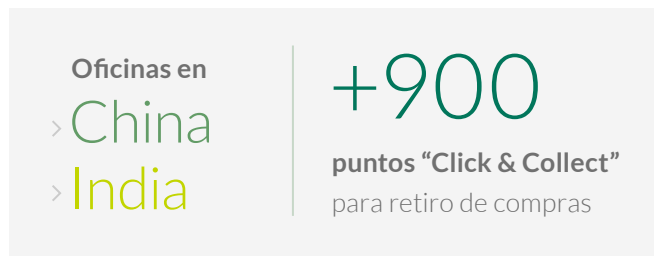 Oficinas en
China
India
+900
puntos “Click & Collect”
para retiro de compras